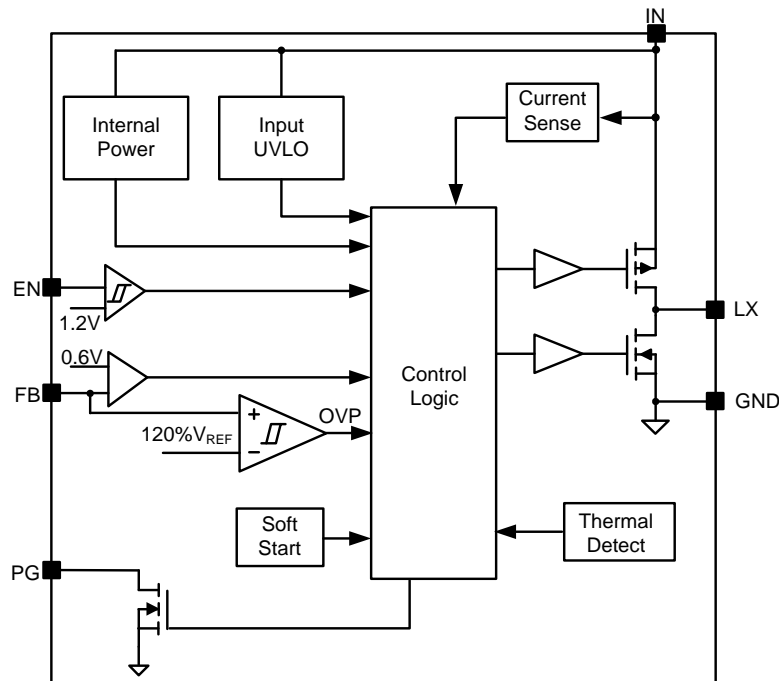 IN
Internal
Power
Input
UVLO
Current
Sense
EN
1.2V
LX
0.6V
FB
Control
Logic
GND
+
OVP
120%VREF
−
Soft
Start
Thermal
Detect
PG